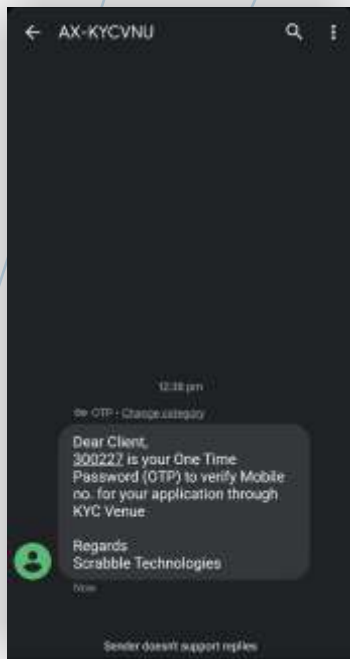 AX-KYCVNU
12:38 pm
OTP • Change category
Dear Client,
300227 is your One Time
Password (OTP) to verify Mobile
no. for your application through
KYC Venue
Regards
Scrabble Technologies
Now
Sender doesn't support replies